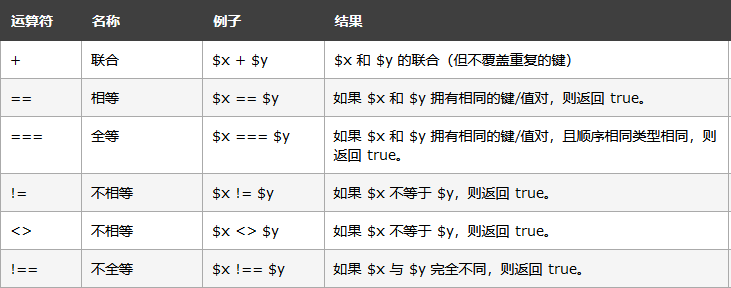 运算符 名称 例子 结果
+ 联合 $x + $y $x 和 $y 的联合（但不覆盖重复的键）
== 相等 $x == $y 如果 $x 和 $y 拥有相同的键/值对，则返回 true。
=== 全等 $x === $y 如果 $x 和 $y 拥有相同的键/值对，且顺序相同类型相同，则
返回 true。
!= 不相等 $x != $y 如果 $x 不等于 $y，则返回 true。
<> 不相等 $x <> $y 如果 $x 不等于 $y，则返回 true。
!== 不全等 $x !== $y 如果 $x 与 $y 完全不同，则返回 true。